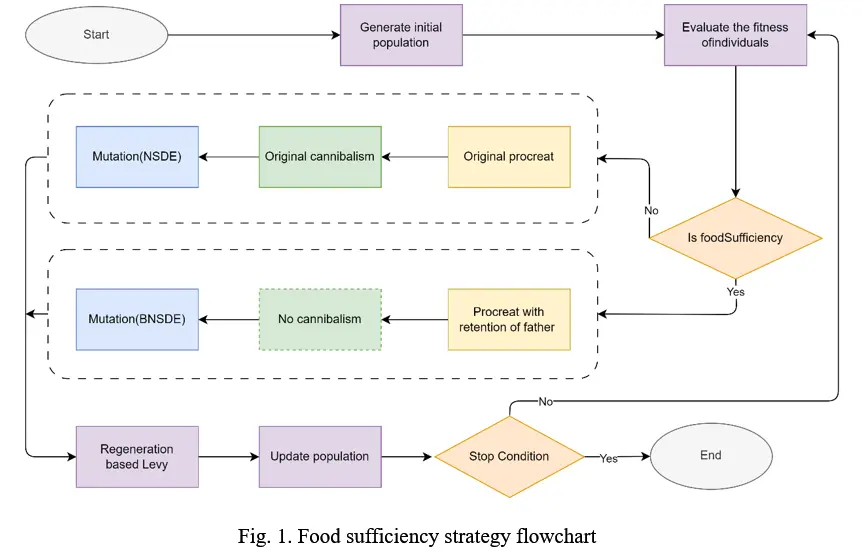 Start
Generate initial
population
Evaluate the fitness
ofindividuals
Mutation(NSDE)
Original cannibalism
Original procreat
No
Is foodSufficiency
Yes
Mutation(BNSDE)
No cannibalism
Procreat with
retention of father
No
Regeneration
based Levy
Update population
Stop Condition
Yes
End
Fig. 1. Food sufficiency strategy flowchart